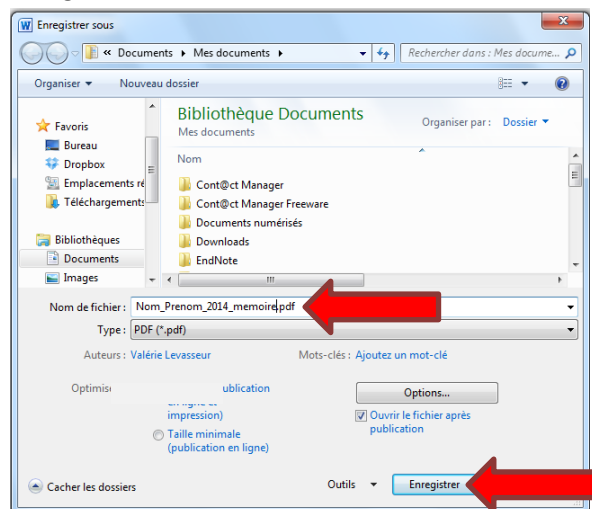 Enregistrer sous
« Documents ▸ Mes documents ▸ Rechercher dans : Mes docume...
Organiser Nouveau dossier
Favoris
Bureau
Dropbox
Emplacements ré
Téléchargements
Bibliothèques
Documents
Images
Bibliothèque Documents
Mes documents
Organiser par : Dossier
Nom
Cont@ct Manager
Cont@ct Manager Freeware
Documents numérisés
Downloads
EndNote
Nom de fichier : Nom_Prenom_2014_memoire.pdf
Type : PDF (*.pdf)
Auteurs : Valérie Levasseur Mots-clés : Ajoutez un mot-clé
ublication
impression)
Taille minimale
(publication en ligne)
Options...
Ouvrir le fichier après
publication
Cacher les dossiers Outils Enregistrer